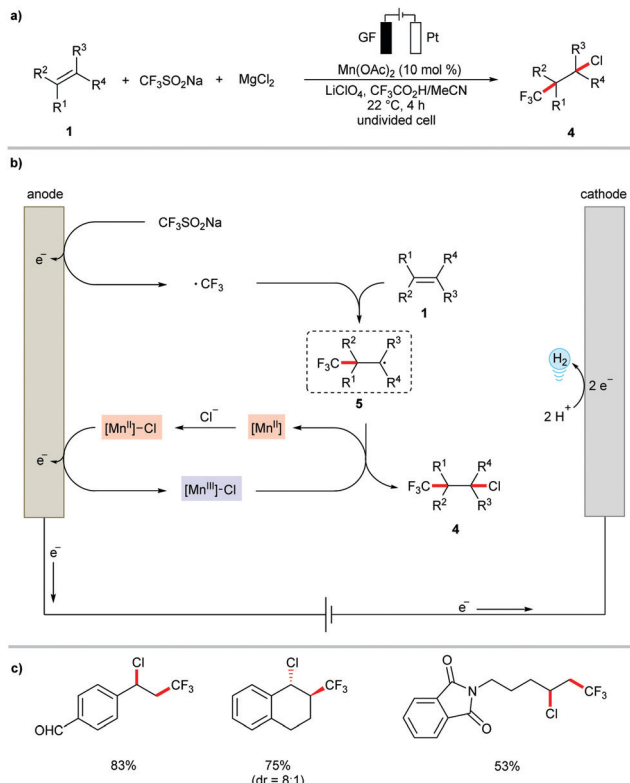 a)
GF Pt
R2 R3
R1 R4
1
+ CF3SO2Na + MgCl2
Mn(OAc)2 (10 mol %)
LiClO4, CF3CO2H/MeCN
22 °C, 4 h
undivided cell
R3 Cl
R2 R4
F3C R1
4
b)
anode
cathode
CF3SO2Na
e−
· CF3
R1 R4
R2 R3
1
R2 R3
F3C ·
R1 R4
5
H2
2 e−
2 H+
[MnII]–Cl
Cl−
[MnII]
e−
[MnIII]-Cl
R1 R4
F3C Cl
R2 R3
4
e−
e−
c)
Cl
CF3
OHC
83%
Cl
CF3
75%
(dr = 8:1)
O
N
O
Cl
CF3
53%